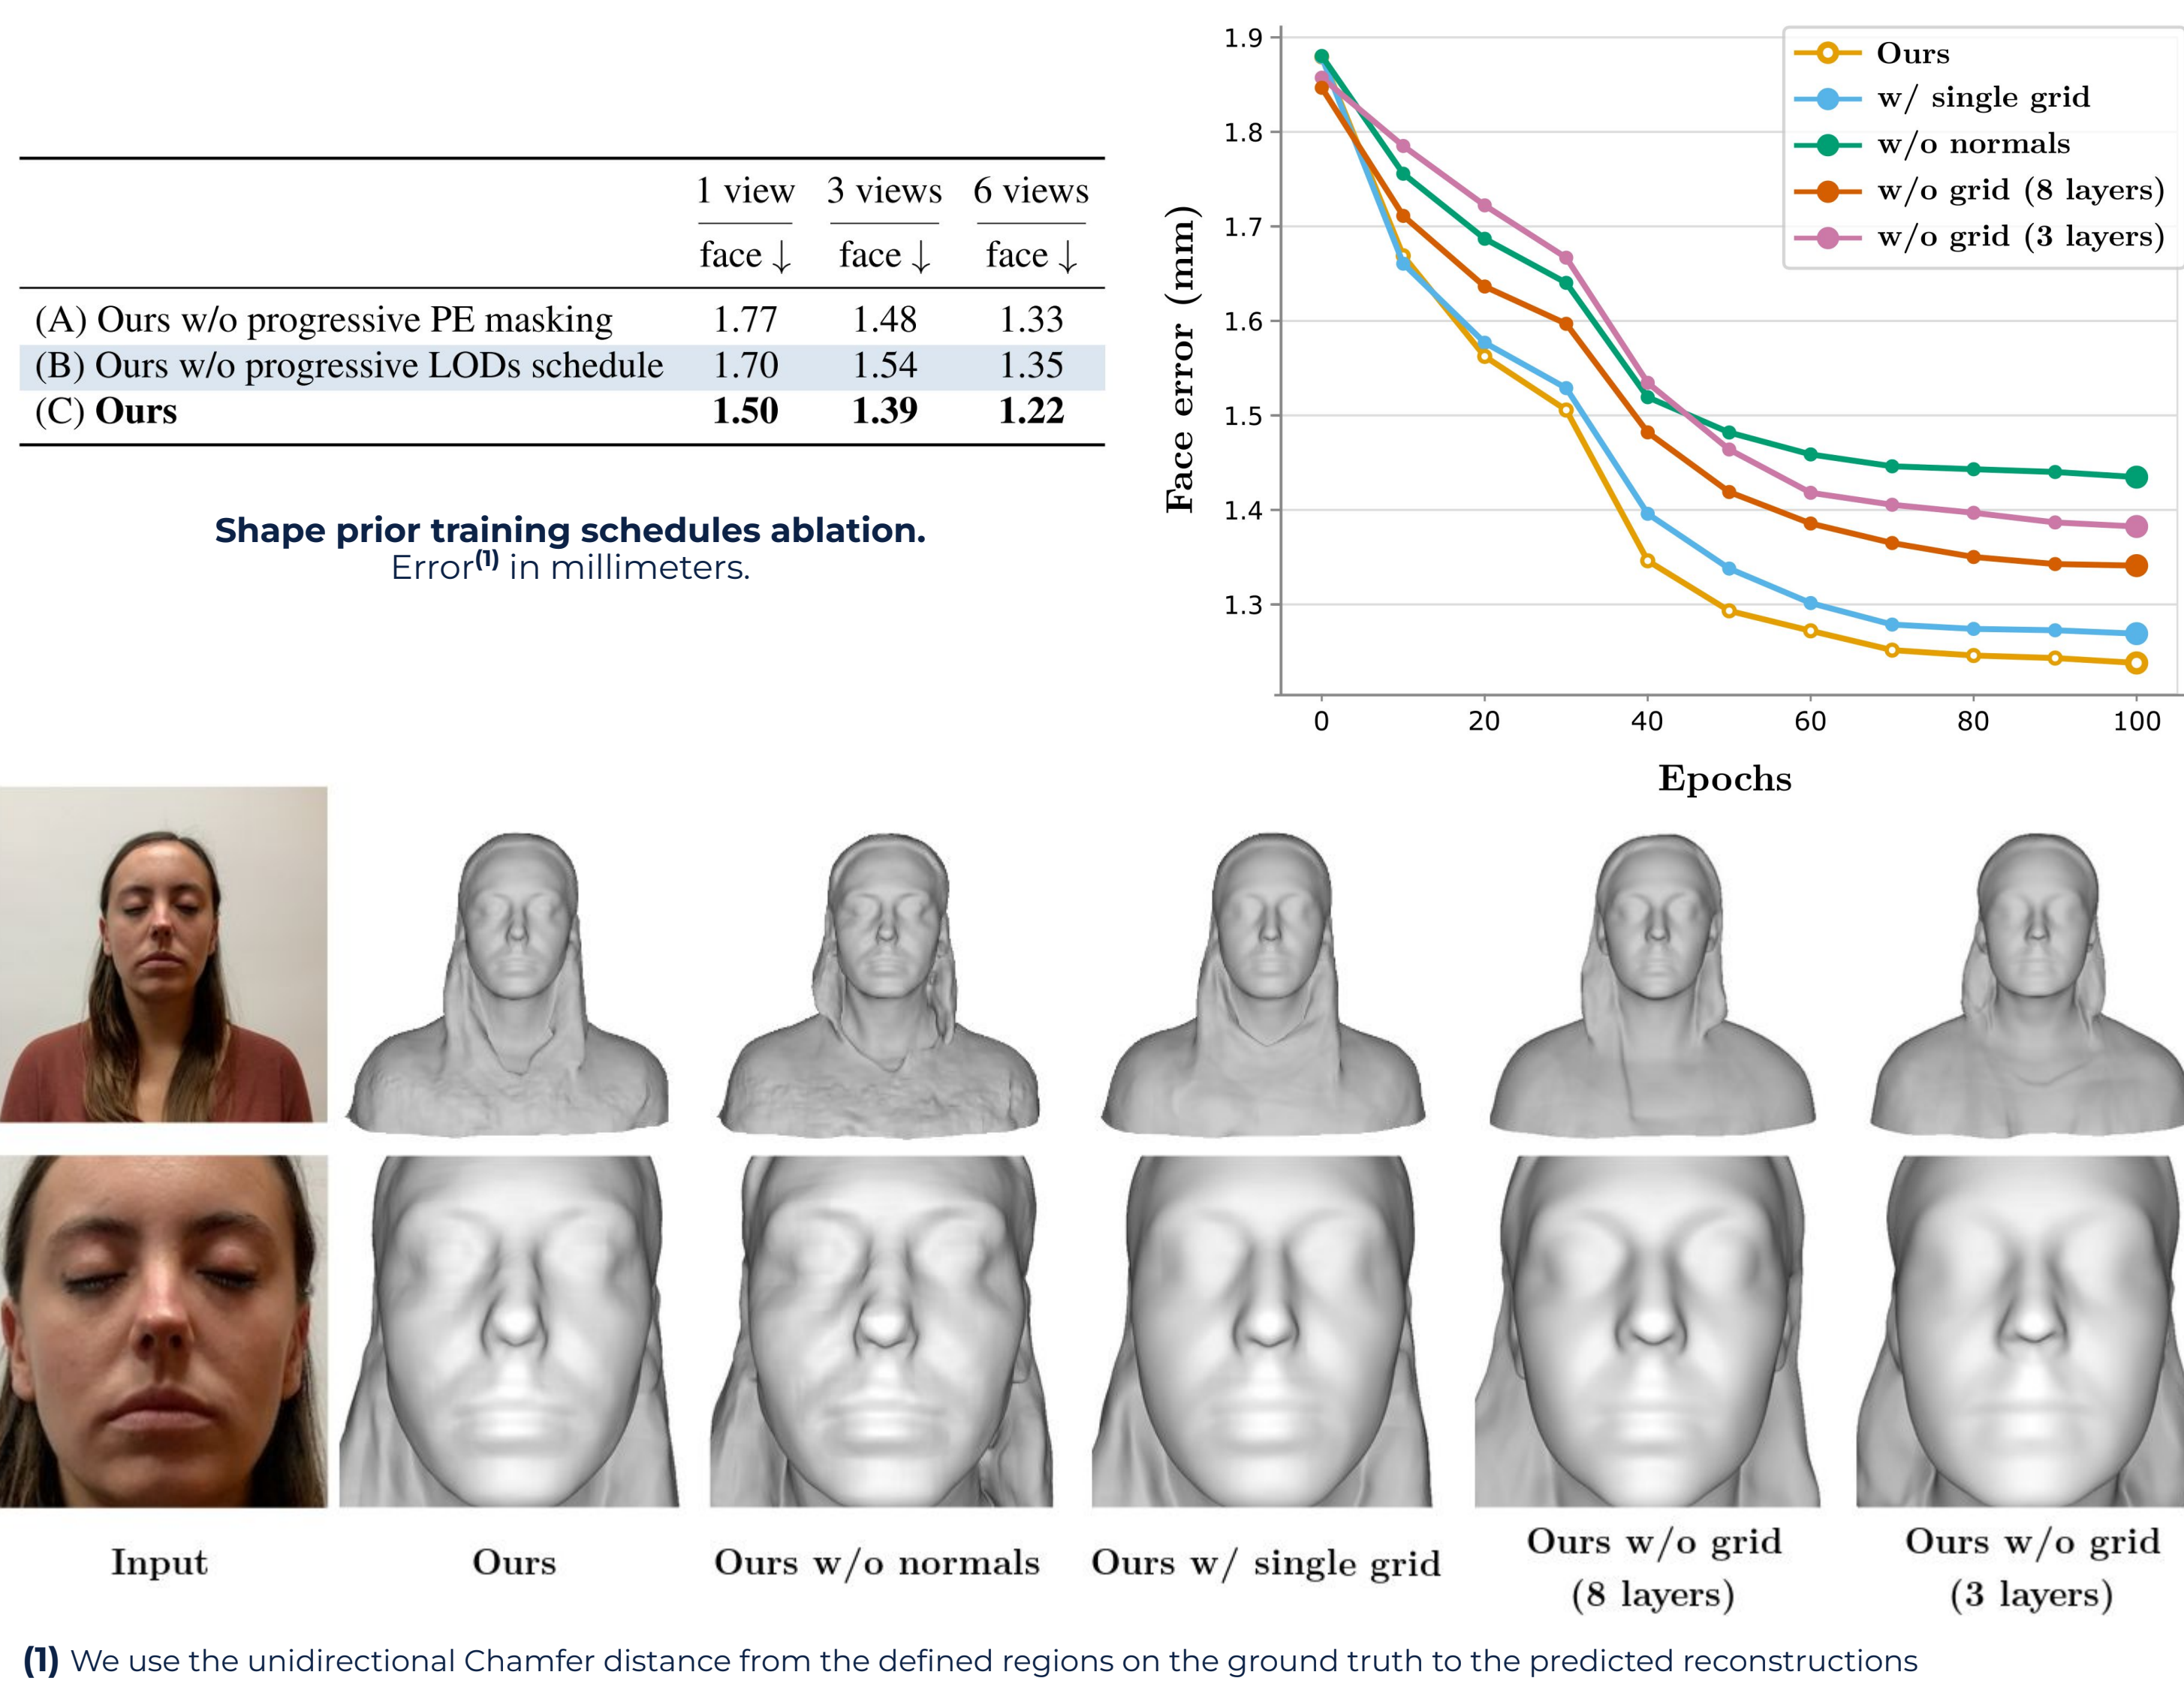 1 view 3 views 6 views
face ↓ face ↓ face ↓
(A) Ours w/o progressive PE masking 1.77 1.48 1.33
(B) Ours w/o progressive LODs schedule 1.70 1.54 1.35
(C) Ours 1.50 1.39 1.22
Shape prior training schedules ablation.
Error(1) in millimeters.
Face error (mm)
1.9
1.8
1.7
1.6
1.5
1.4
1.3
Ours
w/ single grid
w/o normals
w/o grid (8 layers)
w/o grid (3 layers)
0 20 40 60 80 100
Epochs
Input
Ours
Ours w/o normals
Ours w/ single grid
Ours w/o grid
(8 layers)
Ours w/o grid
(3 layers)
(1) We use the unidirectional Chamfer distance from the defined regions on the ground truth to the predicted reconstructions